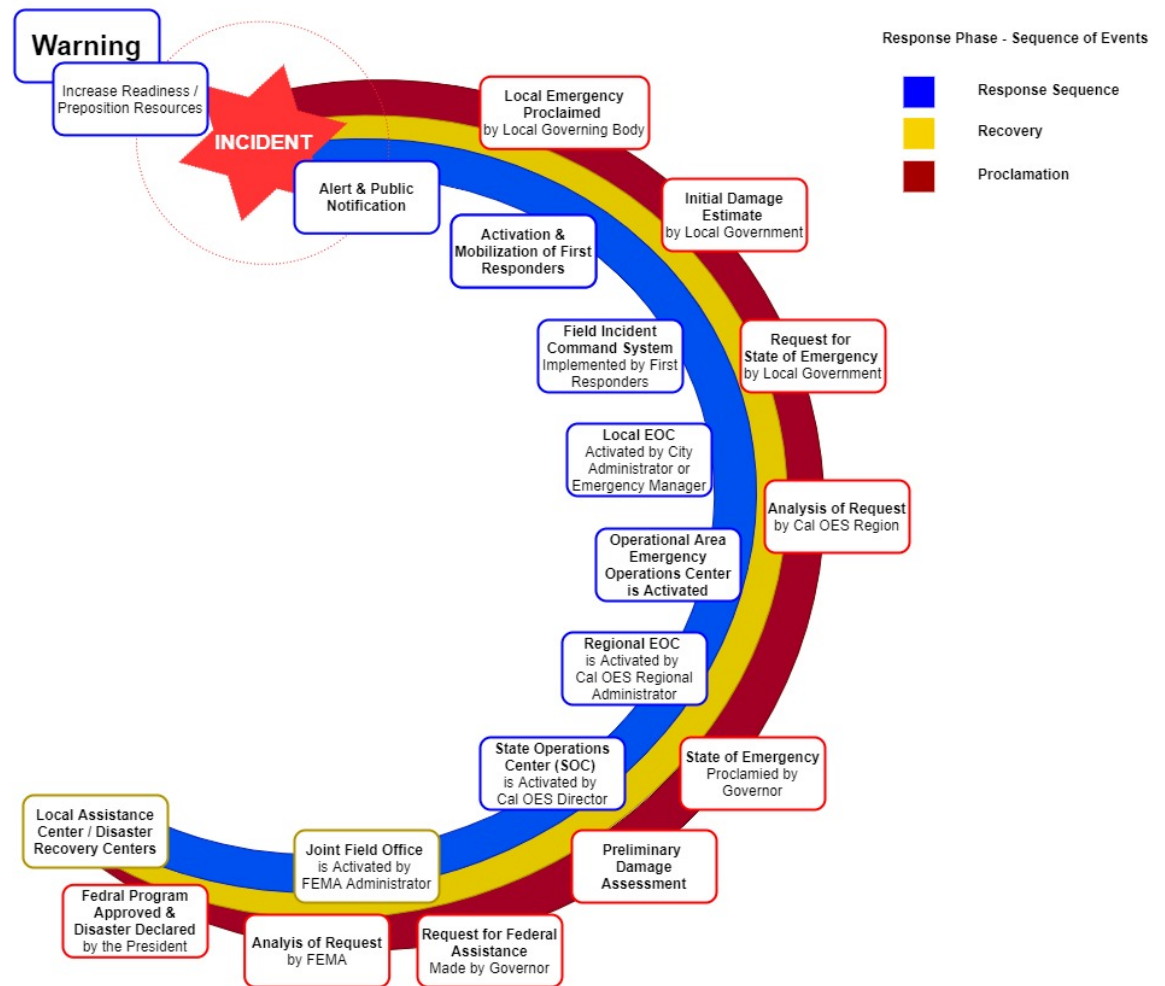 Warning
Increase Readiness /
Preposition Resources
INCIDENT
Response Phase - Sequence of Events
Response Sequence
Recovery
Proclamation
Alert & Public
Notification
Activation &
Mobilization of First
Responders
Field Incident
Command System
Implemented by First
Responders
Local EOC
Activated by City
Administrator or
Emergency Manager
Operational Area
Emergency
Operations Center
is Activated
Regional EOC
is Activated by
Cal OES Regional
Administrator
State Operations
Center (SOC)
is Activated by
Cal OES Director
Joint Field Office
is Activated by
FEMA Administrator
Local Assistance
Center / Disaster
Recovery Centers
Local Emergency
Proclaimed
by Local Governing Body
Initial Damage
Estimate
by Local Government
Request for
State of Emergency
by Local Government
Analysis of Request
by Cal OES Region
State of Emergency
Proclamied by
Governor
Preliminary
Damage
Assessment
Request for Federal
Assistance
Made by Governor
Analyis of Request
by FEMA
Fedral Program
Approved &
Disaster Declared
by the President